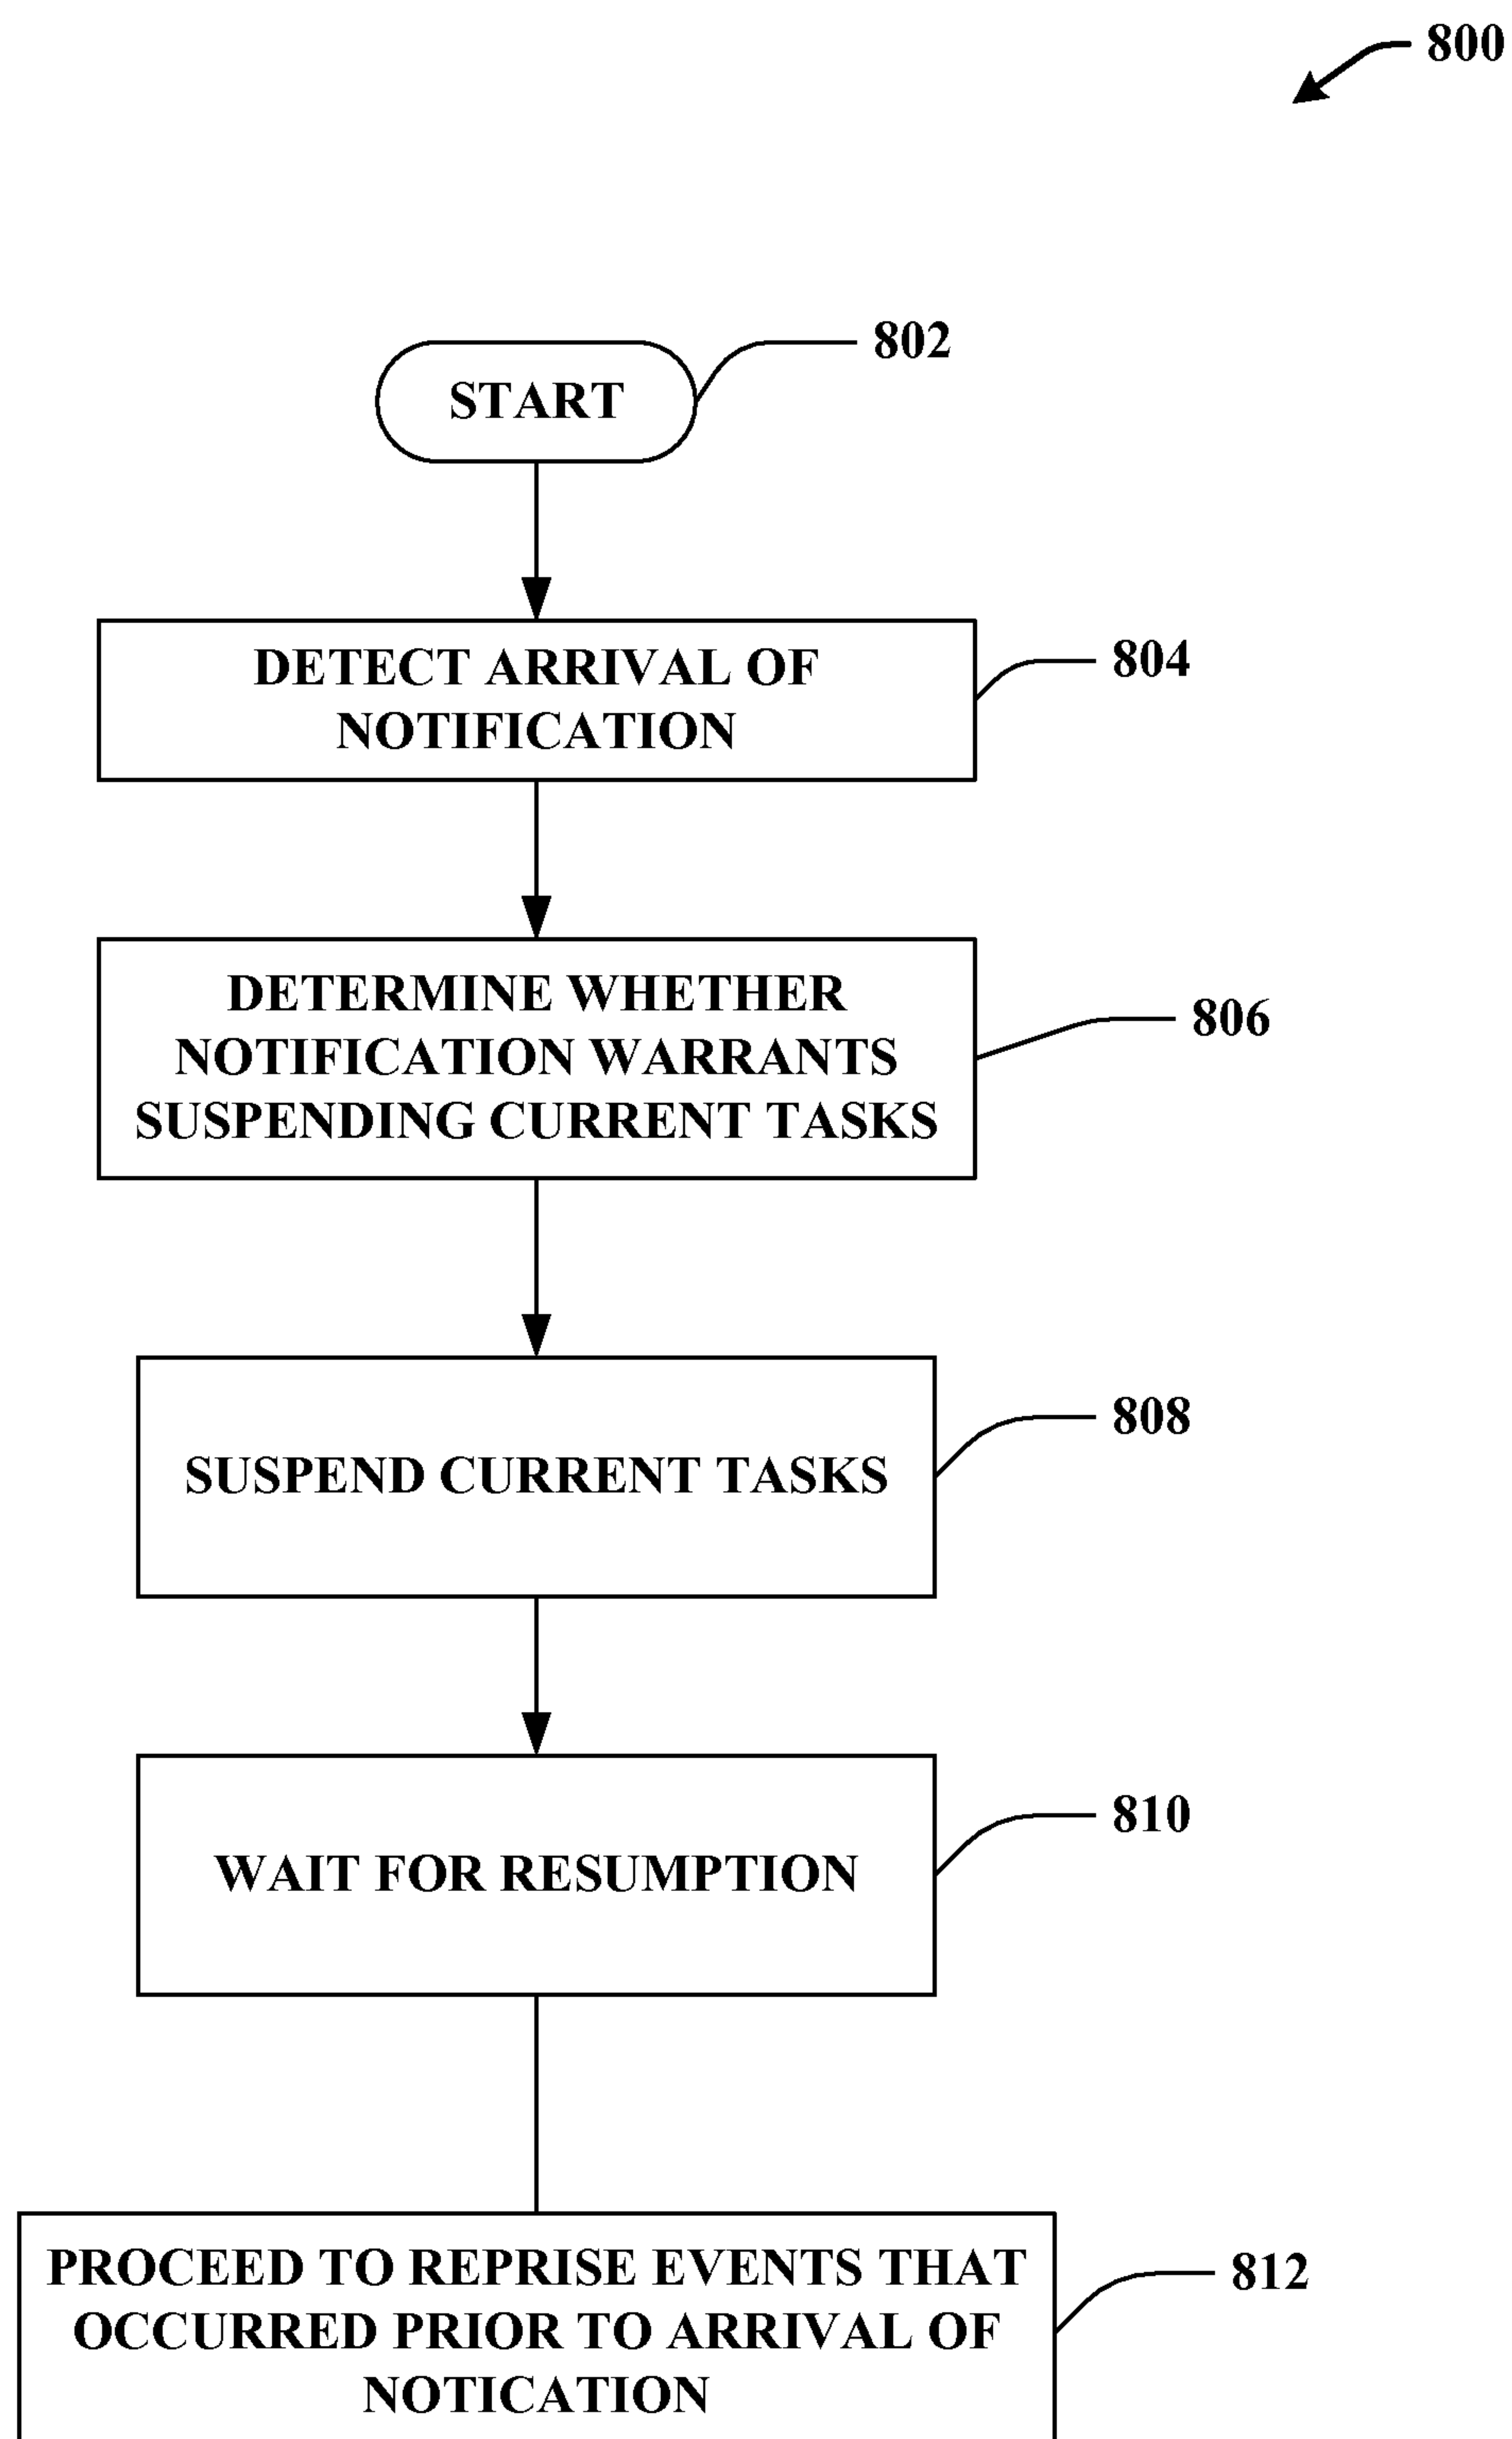 800
START
802
DETECT ARRIVAL OF
NOTIFICATION
804
DETERMINE WHETHER
NOTIFICATION WARRANTS
SUSPENDING CURRENT TASKS
806
SUSPEND CURRENT TASKS
808
WAIT FOR RESUMPTION
810
PROCEED TO REPRISE EVENTS THAT
OCCURRED PRIOR TO ARRIVAL OF
NOTICATION
812